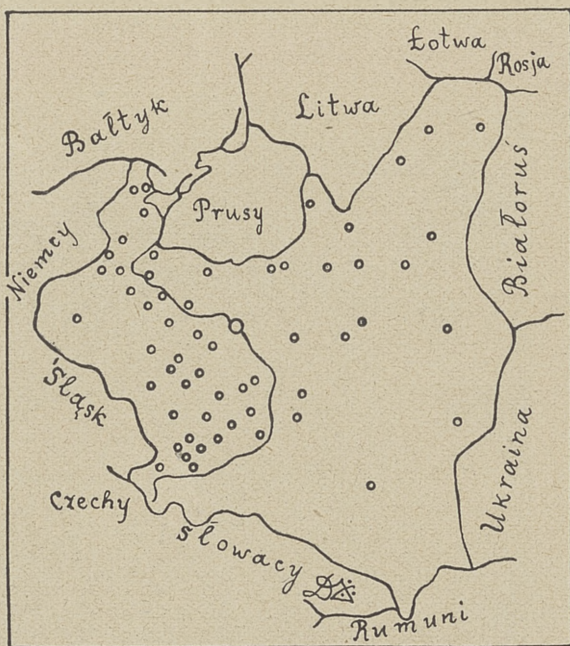 Łotwa
Rosja
Bałtyk
Litwa
Prusy
Białoruś
Niemcy
Śląsk
Czechy
Słowacy
Ukraina
Rumuni